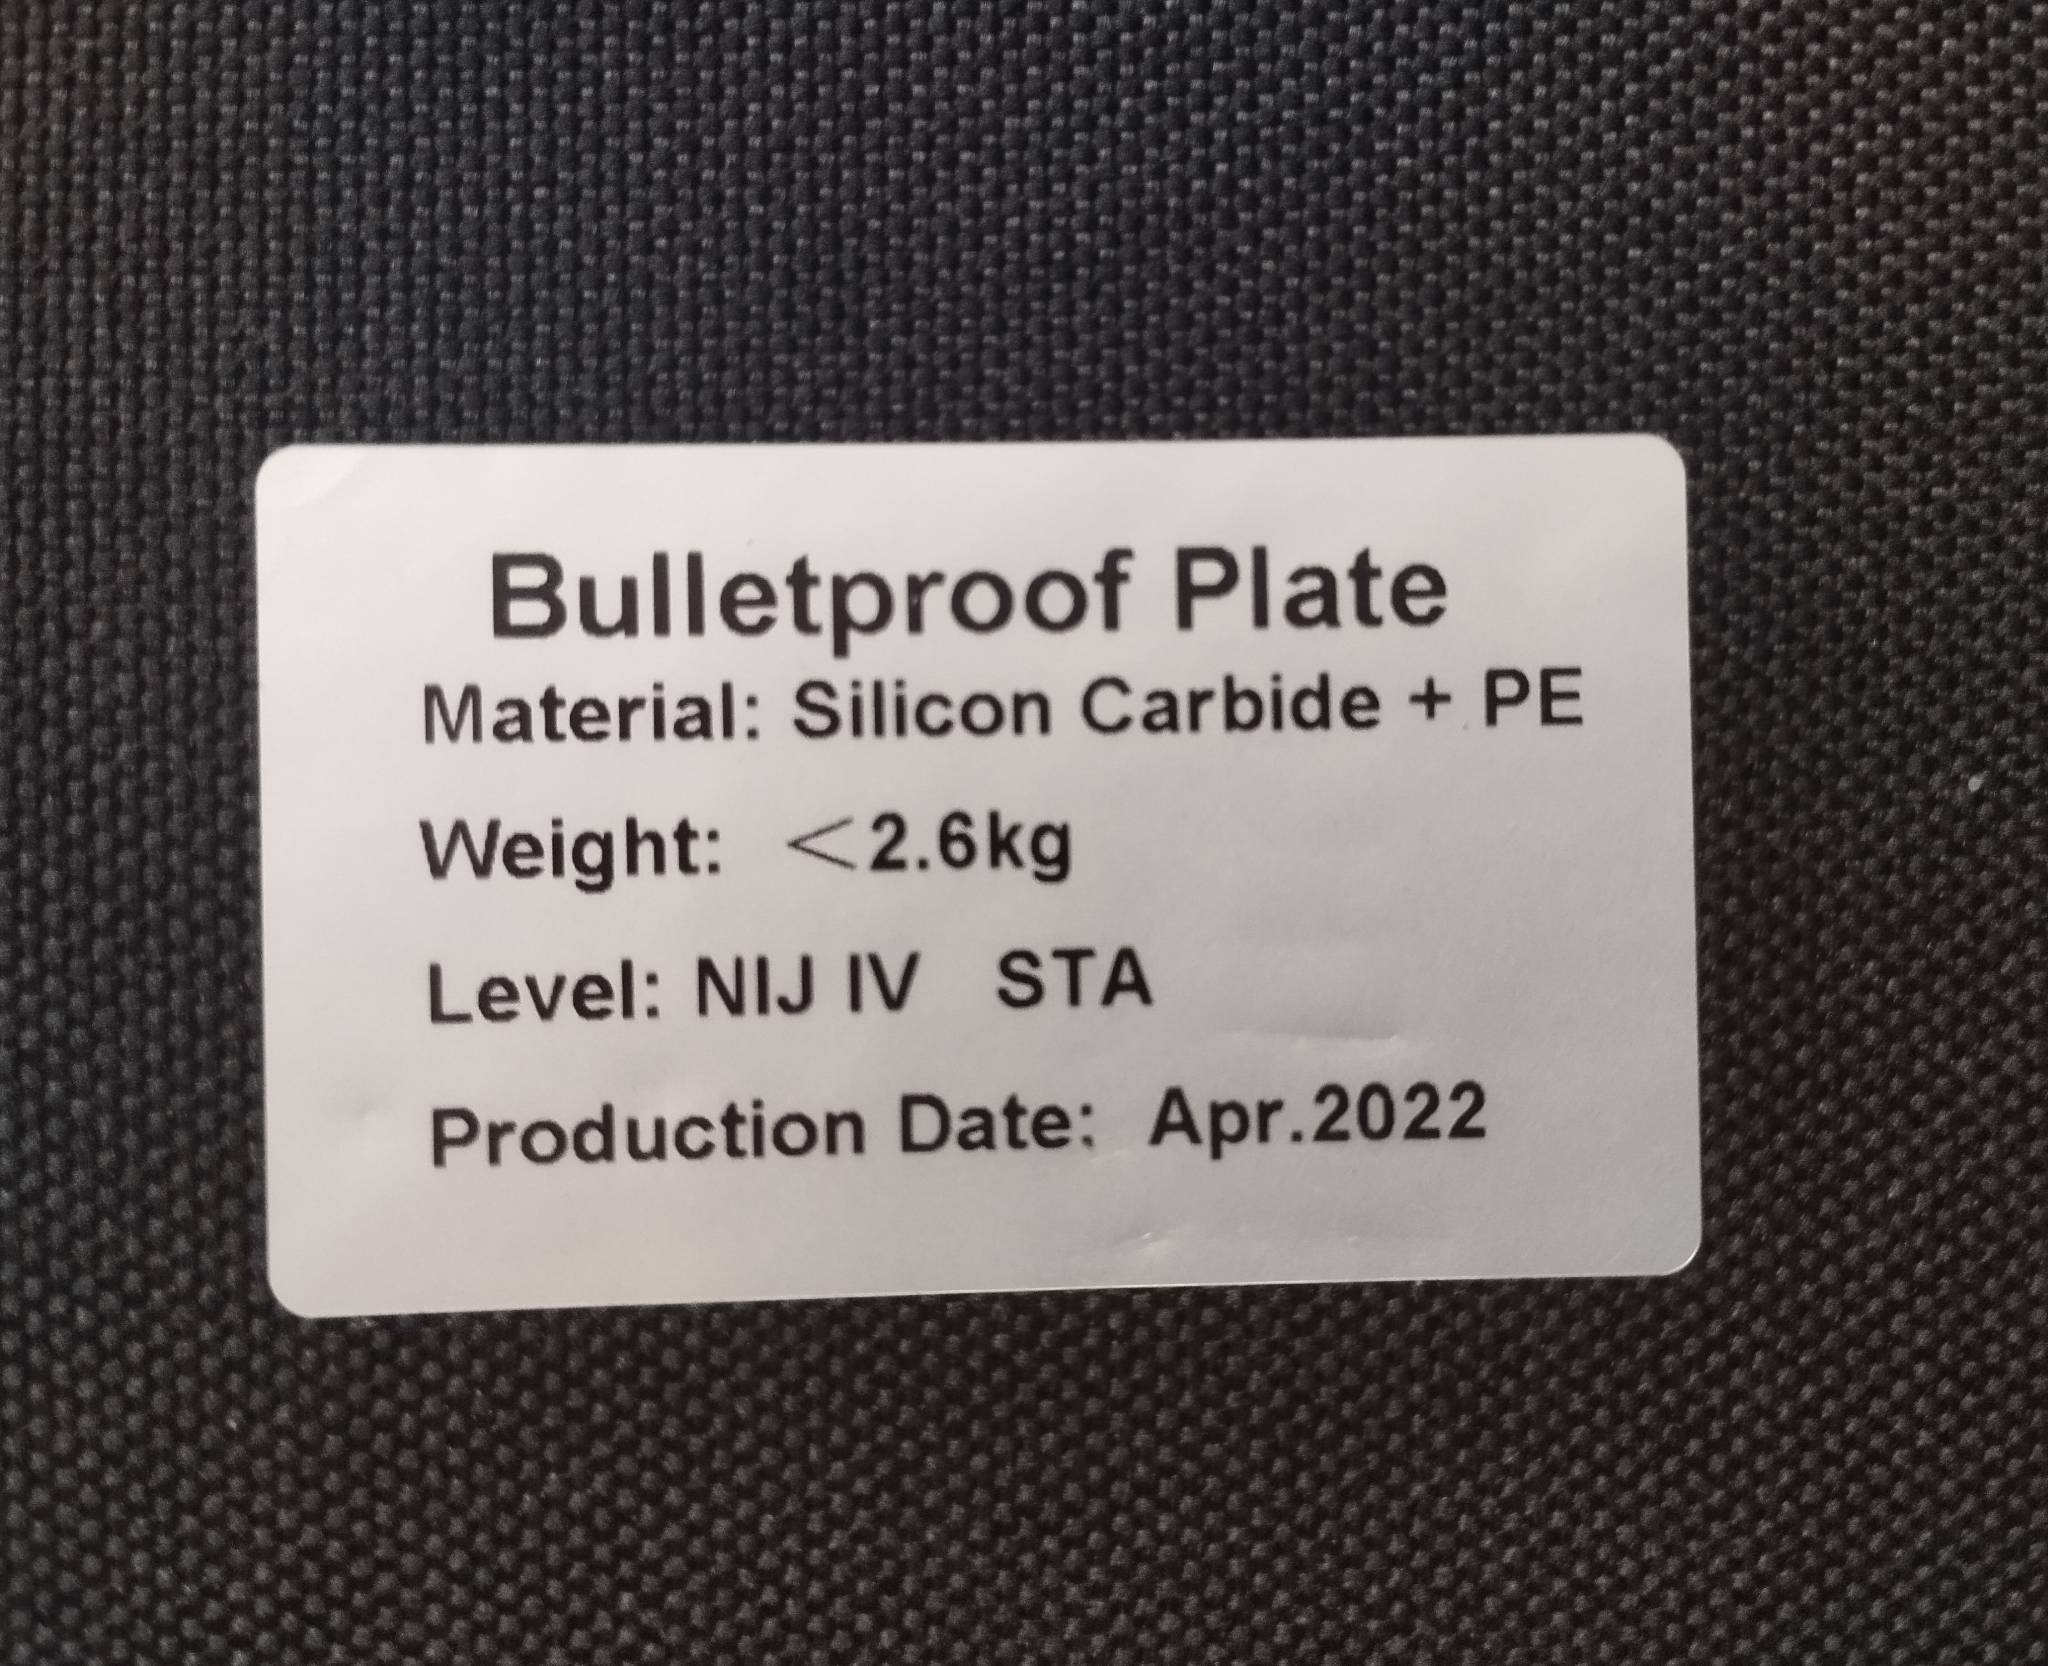 Bulletproof Plate
Material: Silicon Carbide + PE
Weight: <2.6kg
Level: NIJ IV STA
Production Date: Apr.2022